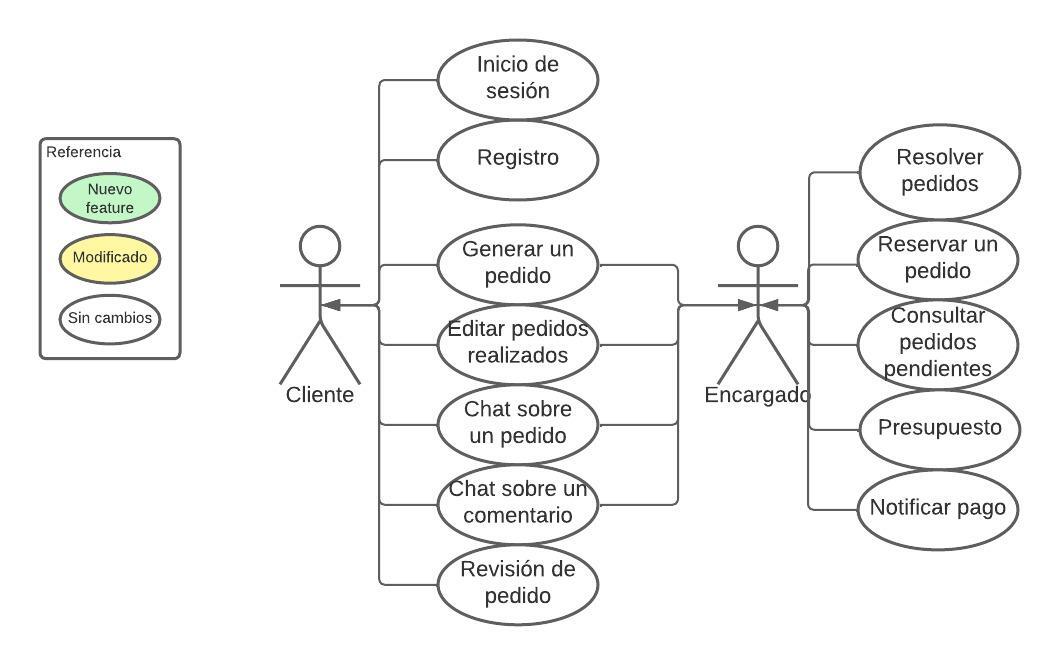 Referencia
Nuevo
feature
Modificado
Sin cambios
Cliente
Inicio de
sesión
Registro
Generar un
pedido
Editar pedidos
realizados
Chat sobre
un pedido
Chat sobre un
comentario
Revisión de
pedido
Encargado
Resolver
pedidos
Reservar un
pedido
Consultar
pedidos
pendientes
Presupuesto
Notificar pago